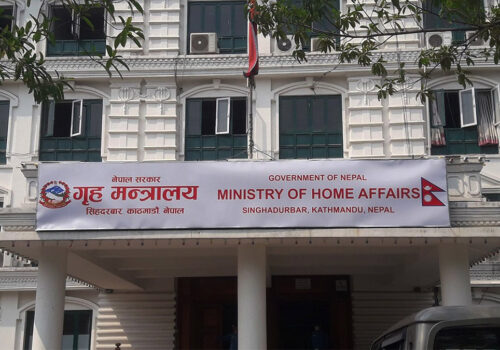 नेपाल सरकार
गृह मन्त्रालय
सिंहदरबार, काठमाडौं नेपाल
GOVERNMENT OF NEPAL
MINISTRY OF HOME AFFAIRS
SINGHADURBAR, KATHMANDU, NEPAL